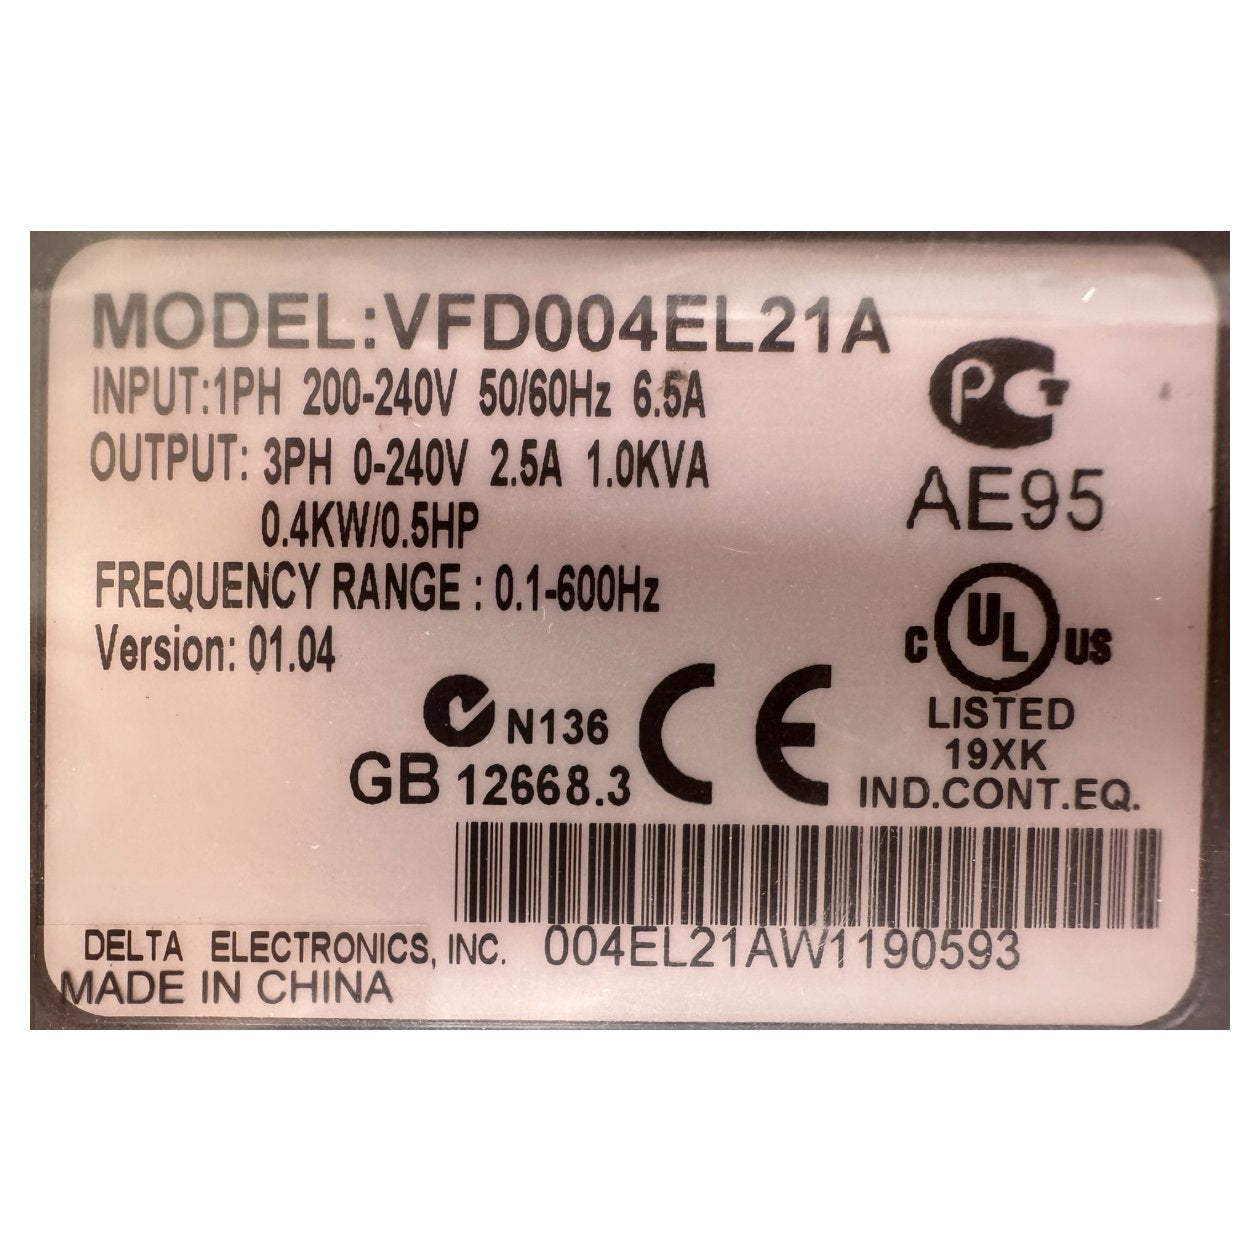 MODEL:VFD004EL21A
INPUT:1PH 200-240V 50/60Hz 6.5A
OUTPUT: 3PH 0-240V 2.5A 1.0KVA
0.4KW/0.5HP
FREQUENCY RANGE : 0.1-600Hz
Version: 01.04
PCT
AE95
C UL US
LISTED
19XK
IND.CONT.EQ.
N136
GB 12668.3
CE
DELTA ELECTRONICS, INC. 004EL21AW1190593
MADE IN CHINA